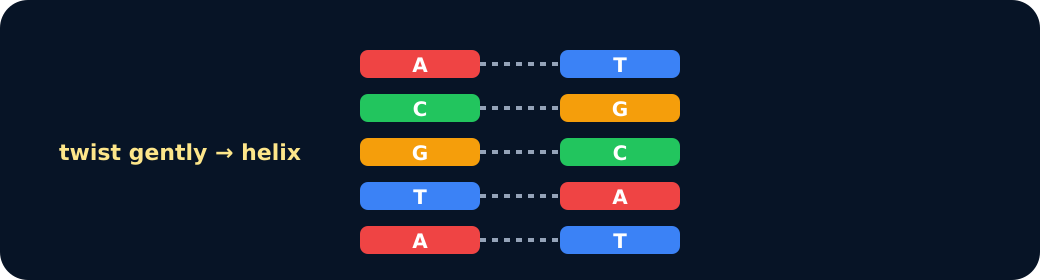 twist gently → helix
A T
C G
G C
T A
A T